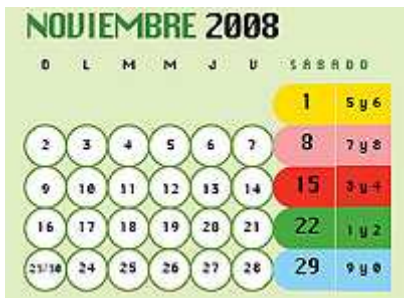 NOVIEMBRE 2008
D L M M J V SÁBADO
1 5 y 6
2 3 4 5 6 7 8 7 y 8
9 10 11 12 13 14 15 3 y 4
16 17 18 19 20 21 22 1 y 2
23/30 24 25 26 27 28 29 9 y 0